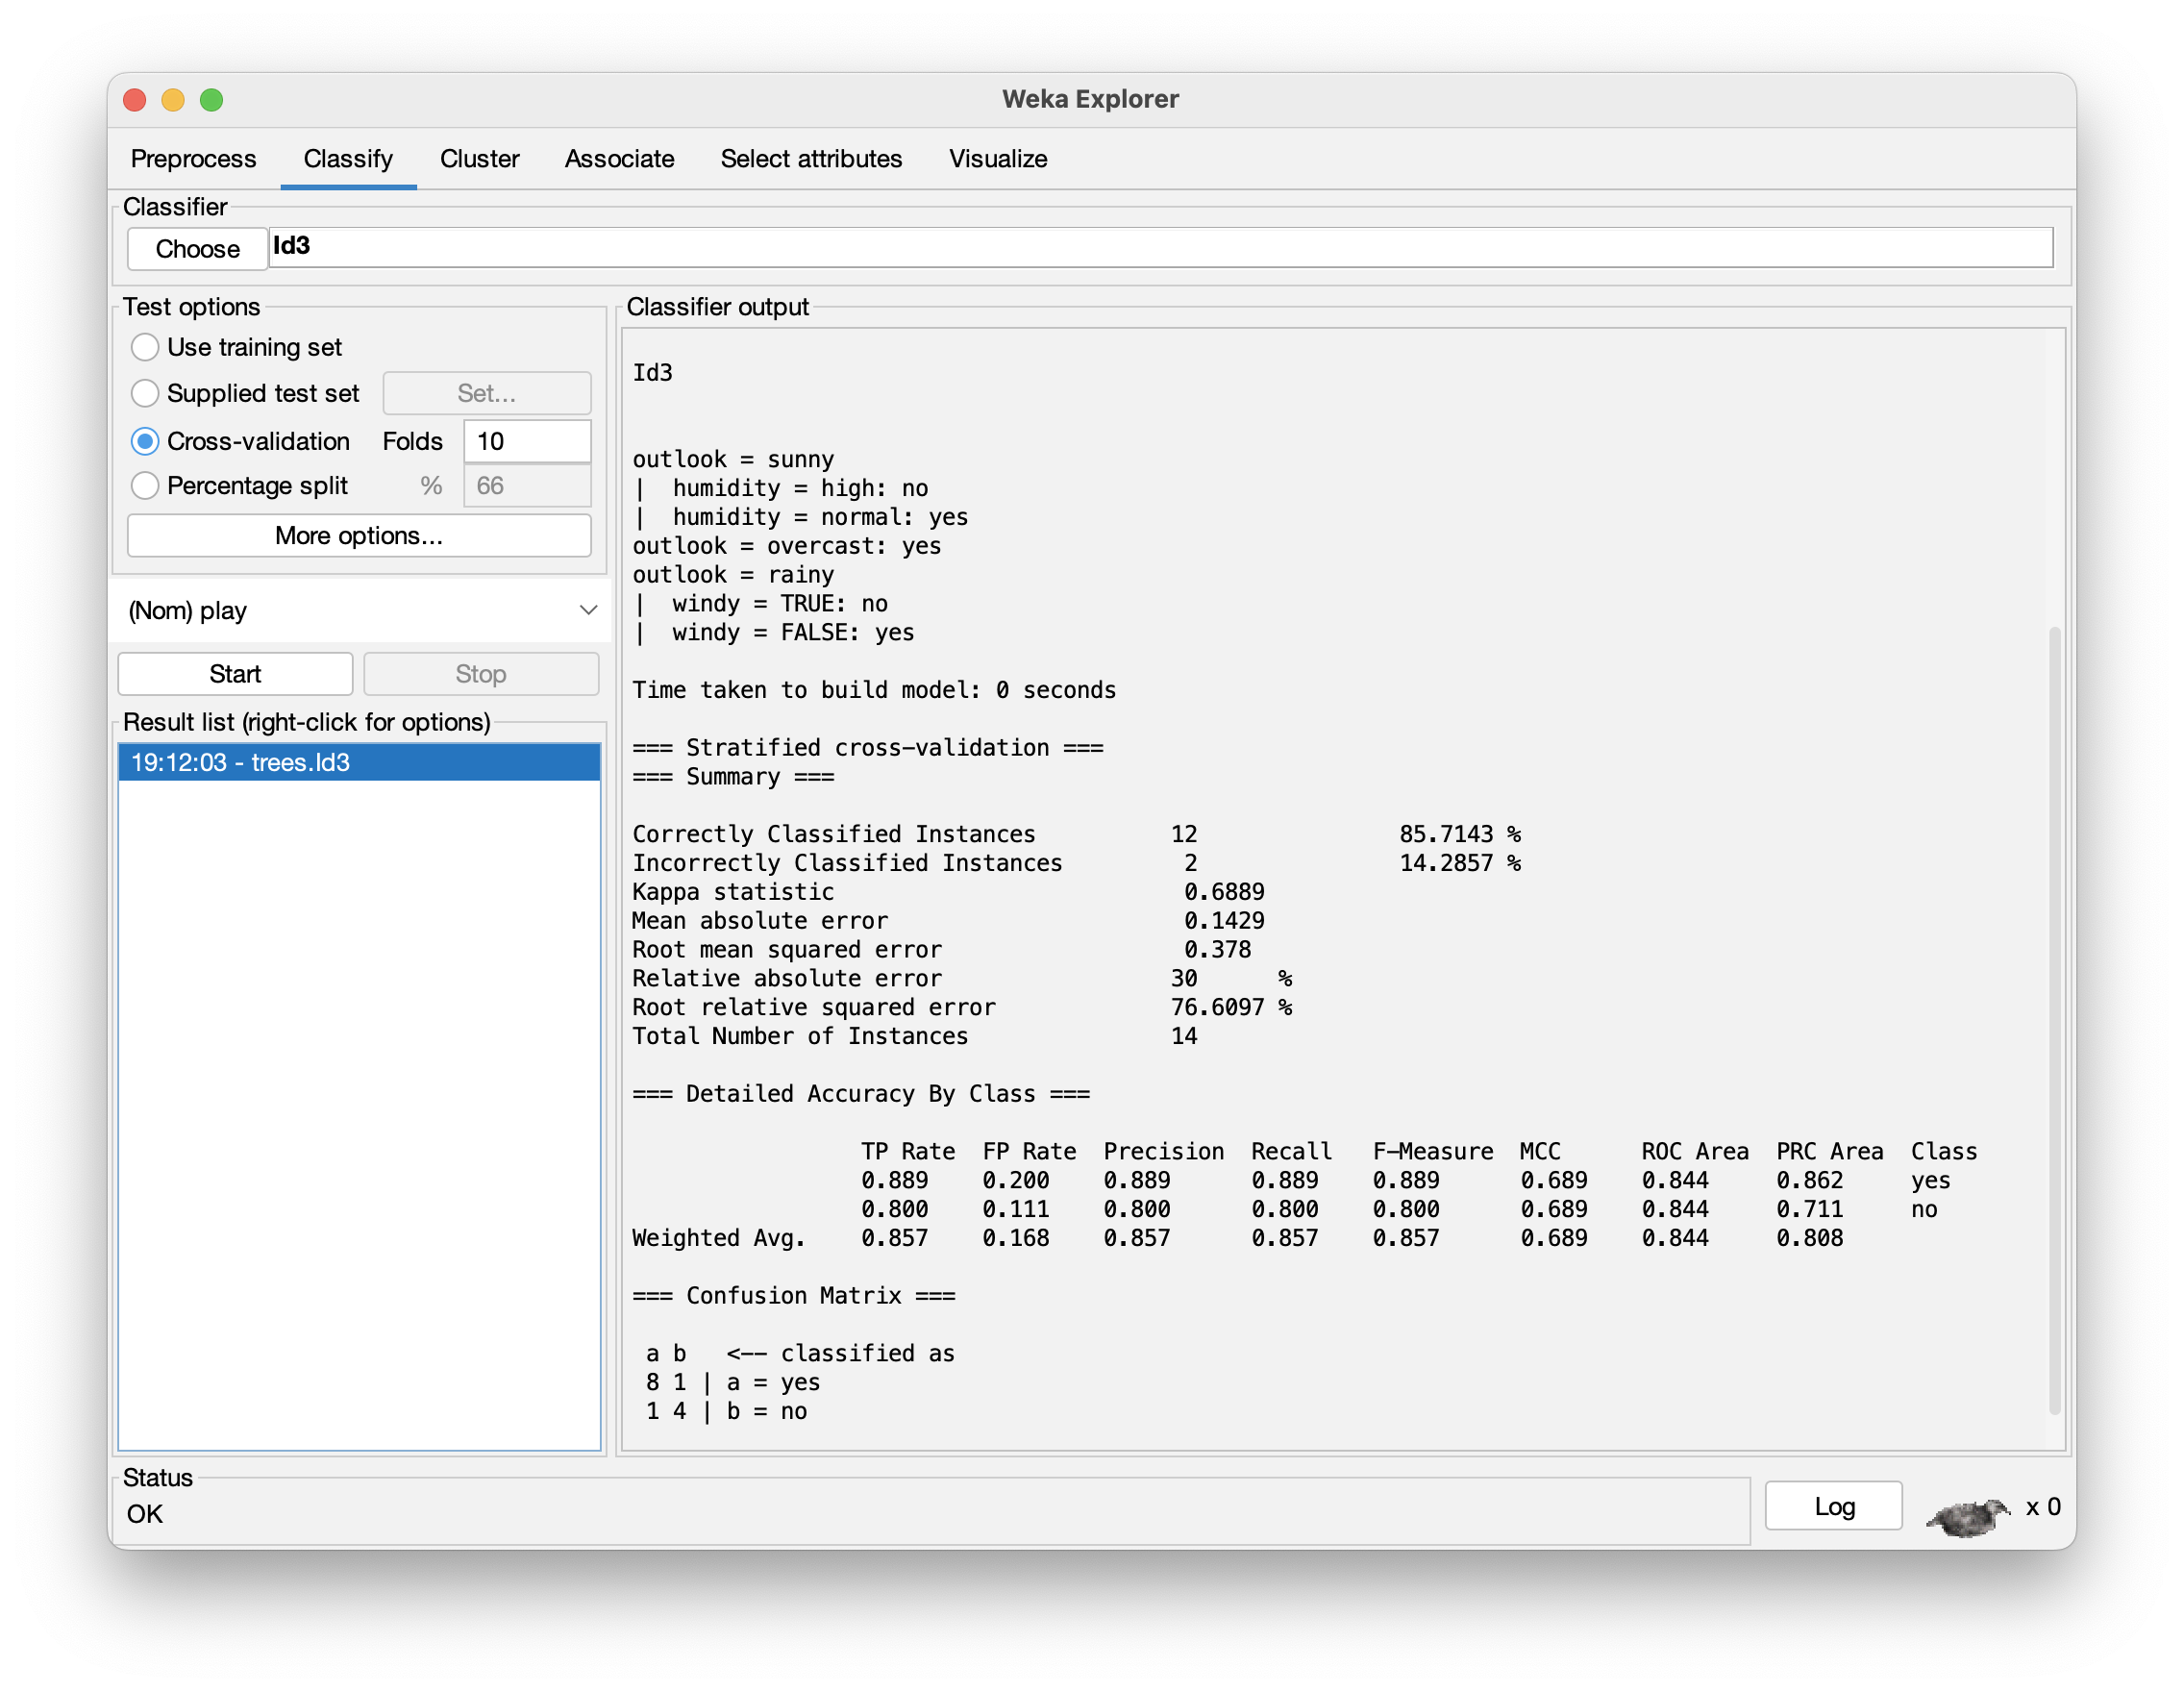 Weka Explorer
Preprocess Classify Cluster Associate Select attributes Visualize
Classifier
Choose Id3
Test options
Use training set
Supplied test set Set...
Cross-validation Folds 10
Percentage split % 66
More options...
(Nom) play
Start Stop
Result list (right-click for options)
19:12:03 - trees.Id3
Classifier output
Id3
outlook = sunny
|  humidity = high: no
|  humidity = normal: yes
outlook = overcast: yes
outlook = rainy
|  windy = TRUE: no
|  windy = FALSE: yes
Time taken to build model: 0 seconds
=== Stratified cross-validation ===
=== Summary ===
Correctly Classified Instances          12               85.7143 %
Incorrectly Classified Instances         2               14.2857 %
Kappa statistic                          0.6889
Mean absolute error                      0.1429
Root mean squared error                  0.378
Relative absolute error                 30      %
Root relative squared error             76.6097 %
Total Number of Instances               14
=== Detailed Accuracy By Class ===
                 TP Rate  FP Rate  Precision  Recall   F-Measure  MCC      ROC Area  PRC Area  Class
                 0.889    0.200    0.889      0.889    0.889      0.689    0.844     0.862     yes
                 0.800    0.111    0.800      0.800    0.800      0.689    0.844     0.711     no
Weighted Avg.    0.857    0.168    0.857      0.857    0.857      0.689    0.844     0.808
=== Confusion Matrix ===
 a b   <-- classified as
 8 1 | a = yes
 1 4 | b = no
Status
OK
Log x 0